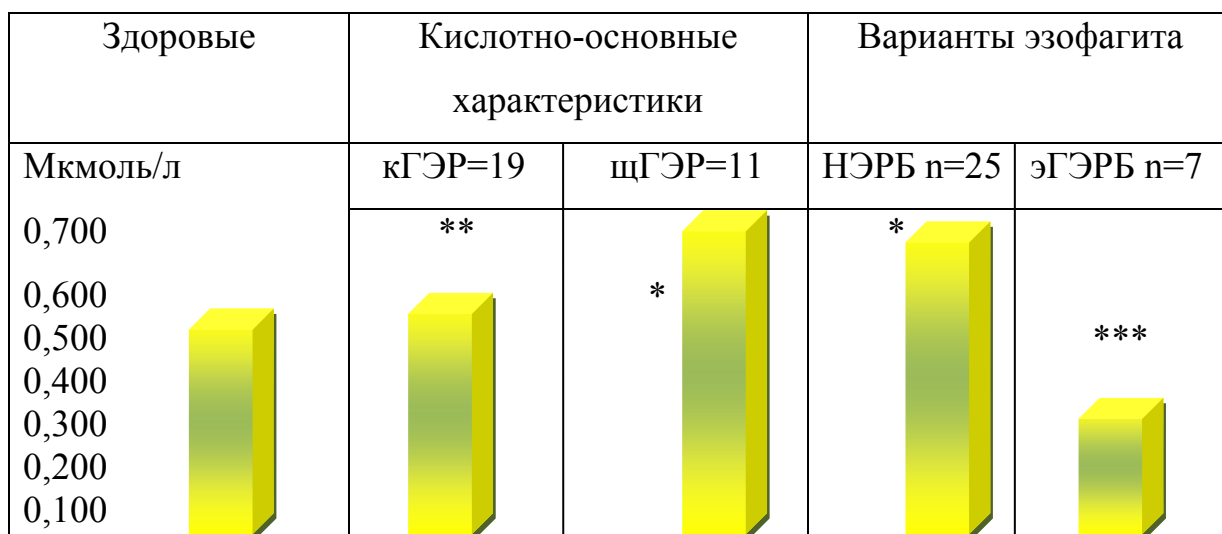 Здоровые
Кислотно-основные
характеристики
Варианты эзофагита
Мкмоль/л
кГЭР=19
щГЭР=11
НЭРБ n=25
эГЭРБ n=7
0,700
**
*
0,600
*
0,500
***
0,400
0,300
0,200
0,100